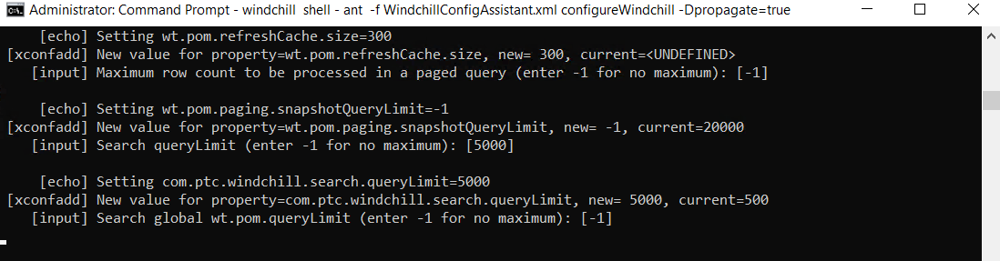 Administrator: Command Prompt - windchill shell - ant -f WindchillConfigAssistant.xml configureWindchill -Dpropagate=true
[echo] Setting wt.pom.refreshCache.size=300
[xconfadd] New value for property=wt.pom.refreshCache.size, new= 300, current=<UNDEFINED>
[input] Maximum row count to be processed in a paged query (enter -1 for no maximum): [-1]
[echo] Setting wt.pom.paging.snapshotQueryLimit=-1
[xconfadd] New value for property=wt.pom.paging.snapshotQueryLimit, new= -1, current=20000
[input] Search queryLimit (enter -1 for no maximum): [5000]
[echo] Setting com.ptc.windchill.search.queryLimit=5000
[xconfadd] New value for property=com.ptc.windchill.search.queryLimit, new= 5000, current=500
[input] Search global wt.pom.queryLimit (enter -1 for no maximum): [-1]